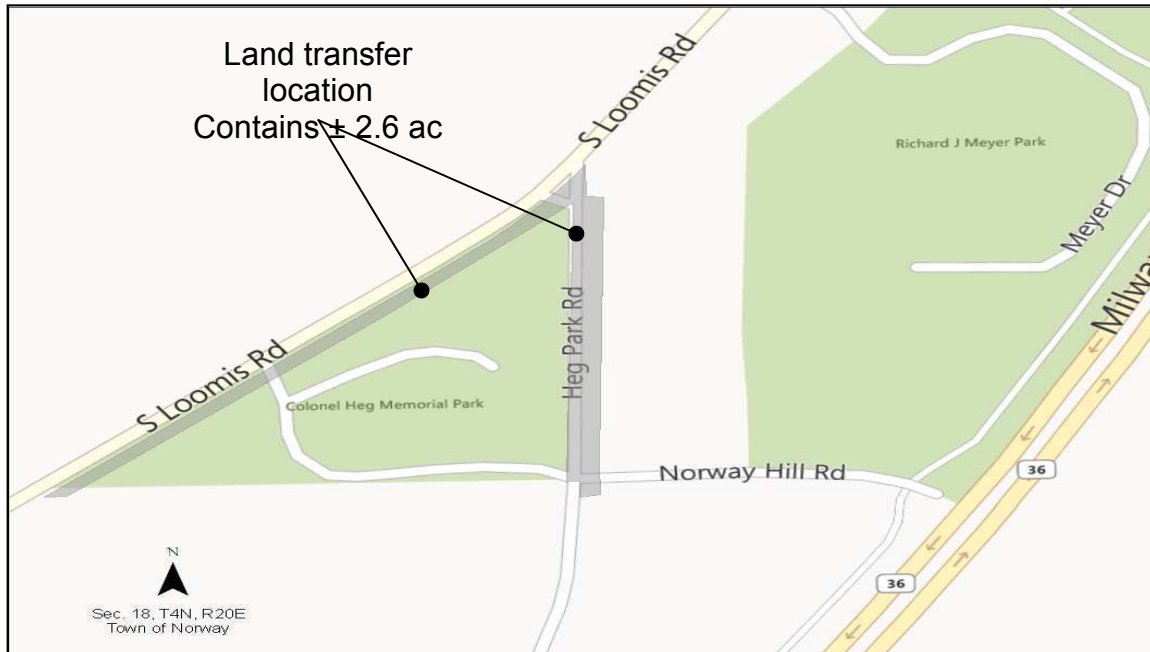 Land transfer
location
Contains ± 2.6 ac
S Loomis Rd
Richard J Meyer Park
Meyer Dr
Heg Park Rd
S Loomis Rd
Colonel Heg Memorial Park
Norway Hill Rd
36
36
N
Sec. 18, T4N, R20E
Town of Norway